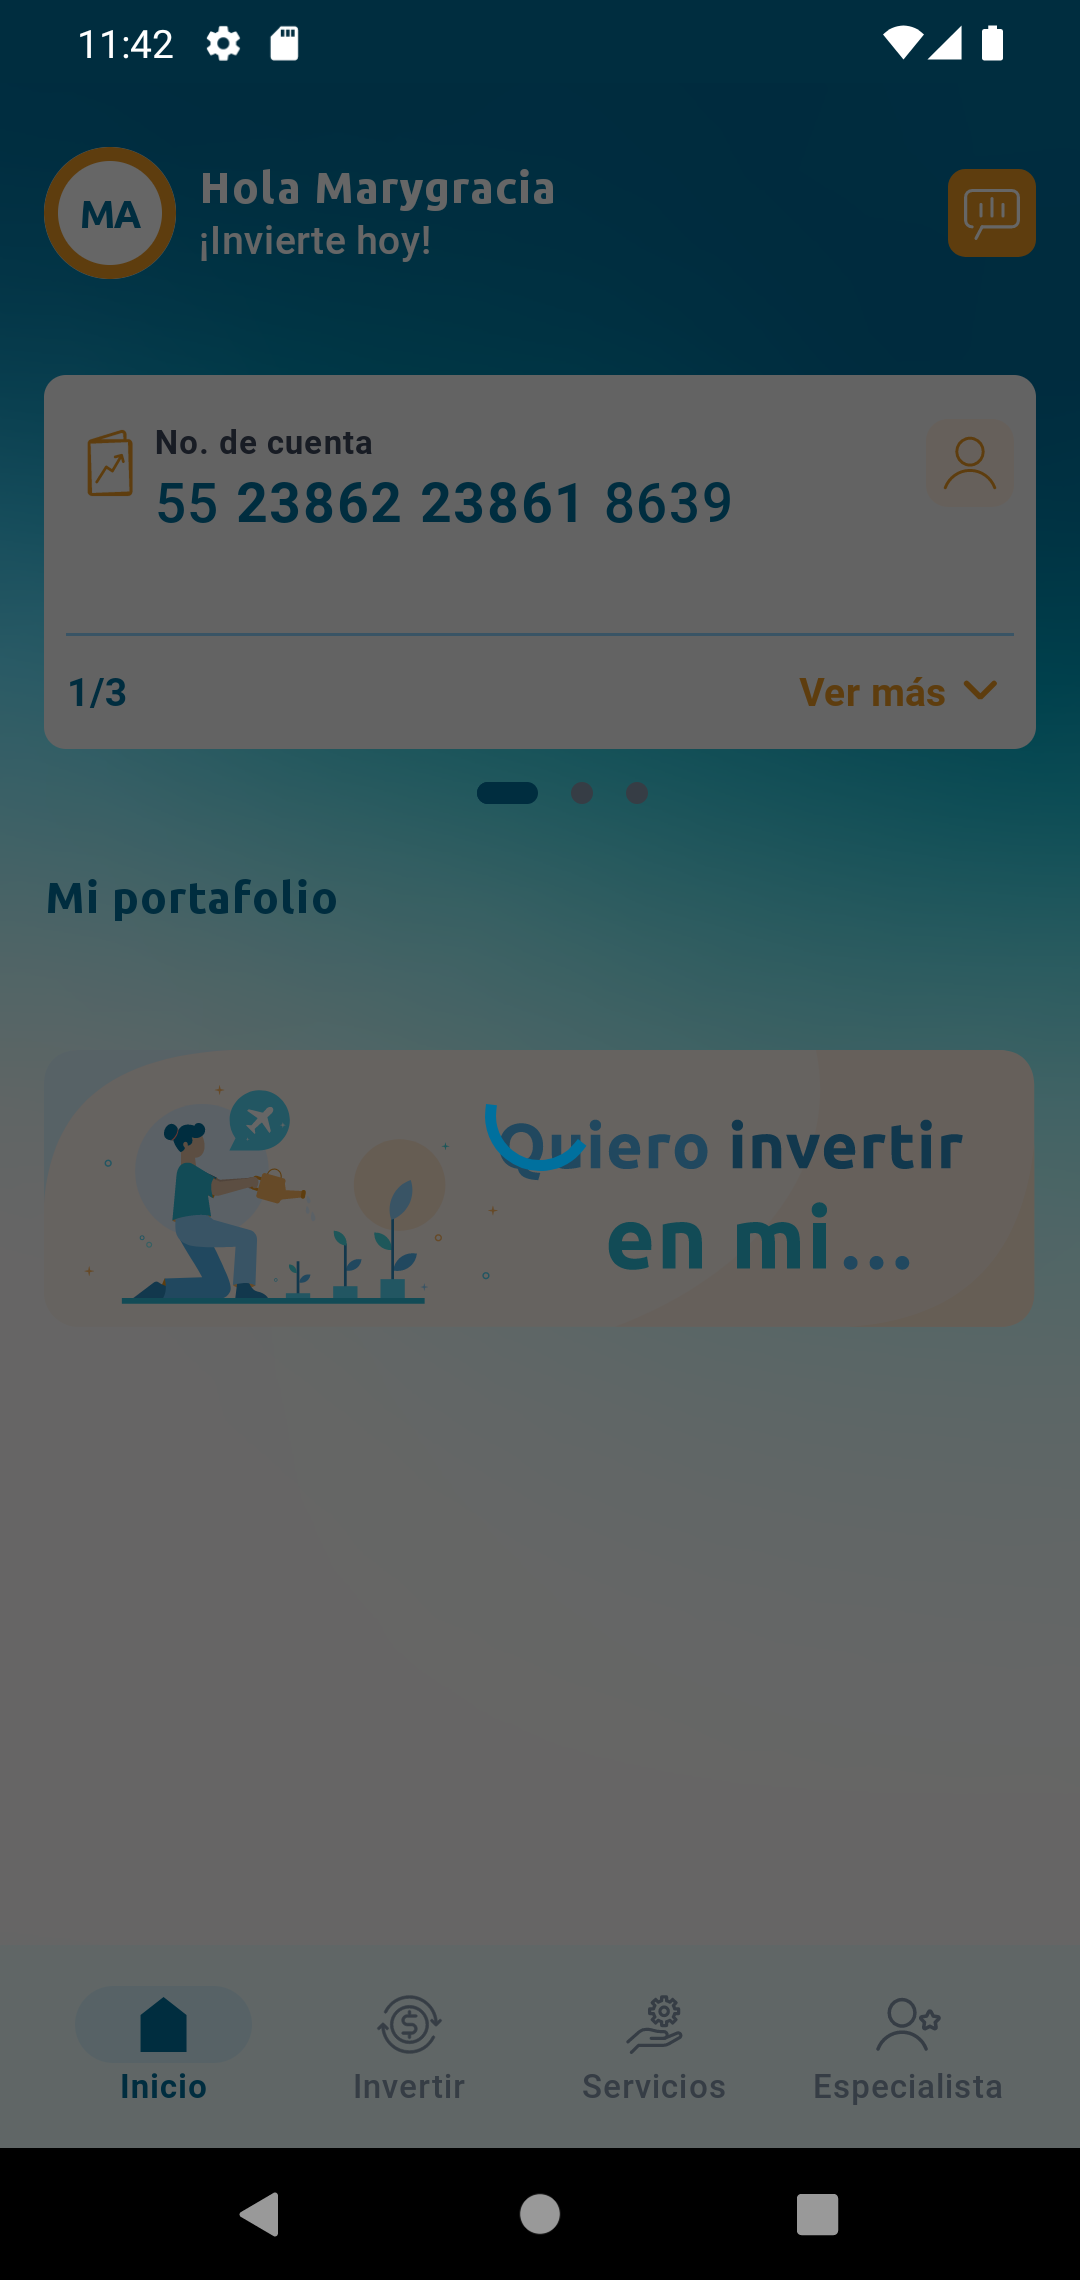 11:42
MA
Hola Marygracia
¡Invierte hoy!
No. de cuenta
55 23862 23861 8639
1/3
Ver más
Mi portafolio
Quiero invertir
en mi...
Inicio
Invertir
Servicios
Especialista